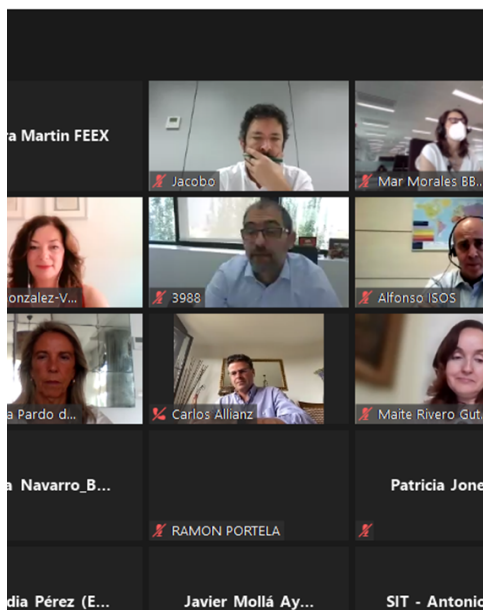 ra Martin FEEX
Jacobo
Mar Morales BB...
onzalez-V...
3988
Alfonso ISOS
a Pardo d...
Carlos Allianz
Maite Rivero Gut
a Navarro_B...
RAMON PORTELA
Patricia Jone
dia Pérez (E...
Javier Mollá Ay...
SIT - Antonio